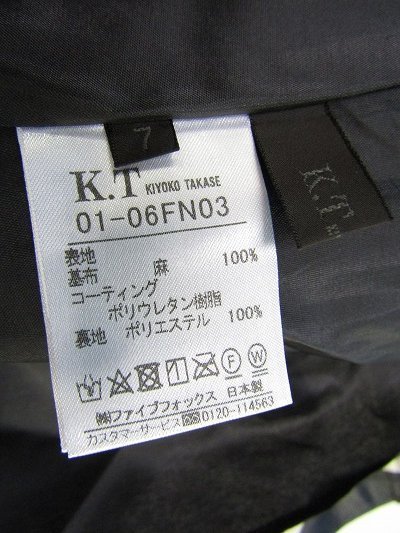 7
K.T KIYOKO TAKASE
01-06FN03
表地
基布 麻 100%
コーティング
ポリウレタン樹脂
裏地 ポリエステル 100%
F W
㈱ファイブフォックス 日本製
カスタマーサービス 0120-114563
K.T